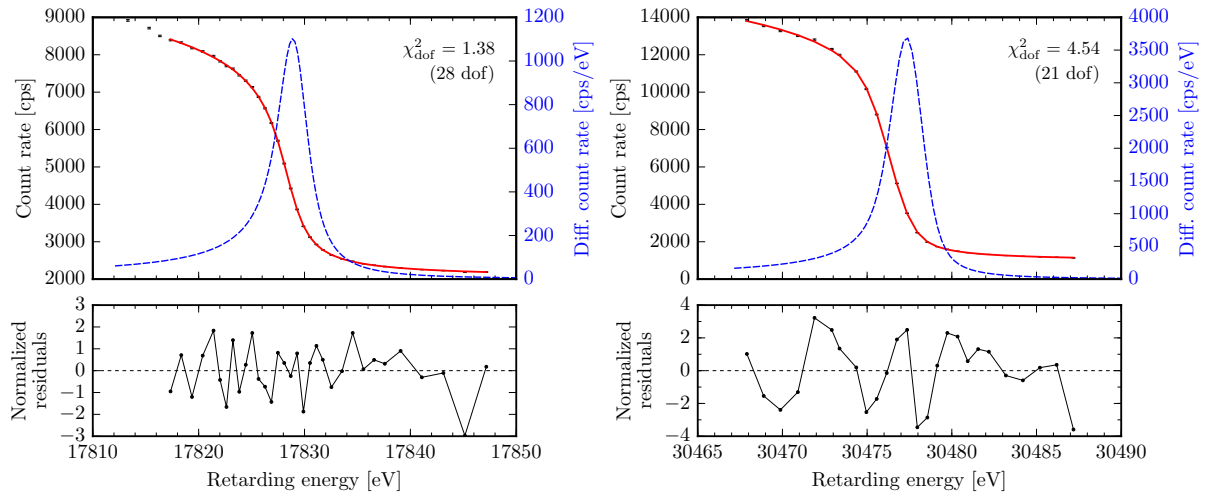 9000
8000
7000
6000
5000
4000
3000
2000
Count rate [cps]
χ²dof = 1.38
(28 dof)
1200
1000
800
600
400
200
0
Diff. count rate [cps/eV]
3
2
1
0
−1
−2
−3
Normalized
residuals
17810 17820 17830 17840 17850
Retarding energy [eV]
14000
12000
10000
8000
6000
4000
2000
0
Count rate [cps]
χ²dof = 4.54
(21 dof)
4000
3500
3000
2500
2000
1500
1000
500
0
Diff. count rate [cps/eV]
4
2
0
−2
−4
Normalized
residuals
30465 30470 30475 30480 30485 30490
Retarding energy [eV]